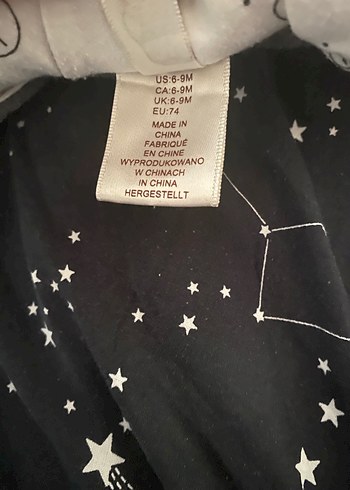 US:6-9M
CA:6-9M
UK:6-9M
EU:74
MADE IN
CHINA
FABRIQUÉ
EN CHINE
WYPRODUKOWANO
W CHINACH
IN CHINA
HERGESTELLT